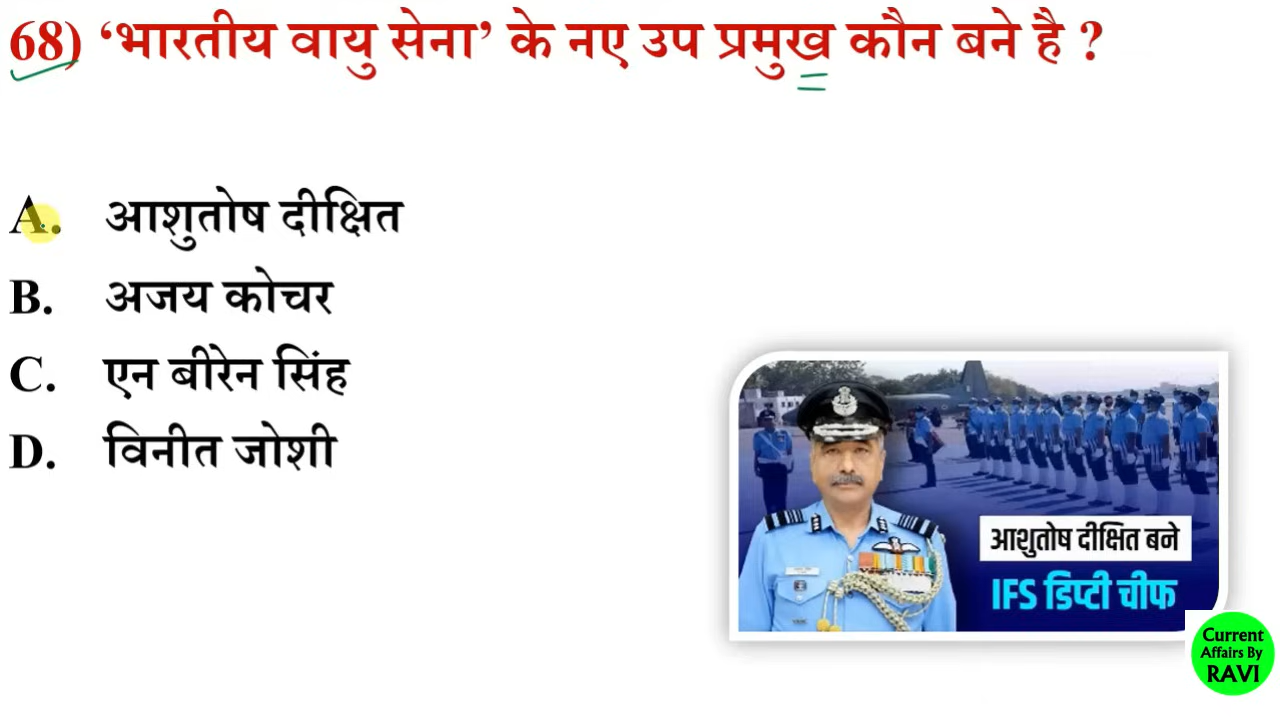 68) ‘भारतीय वायु सेना’ के नए उप प्रमुख कौन बने है ?
A. आशुतोष दीक्षित
B. अजय कोचर
C. एन बीरेन सिंह
D. विनीत जोशी
आशुतोष दीक्षित बने
IFS डिप्टी चीफ
Current
Affairs By
RAVI